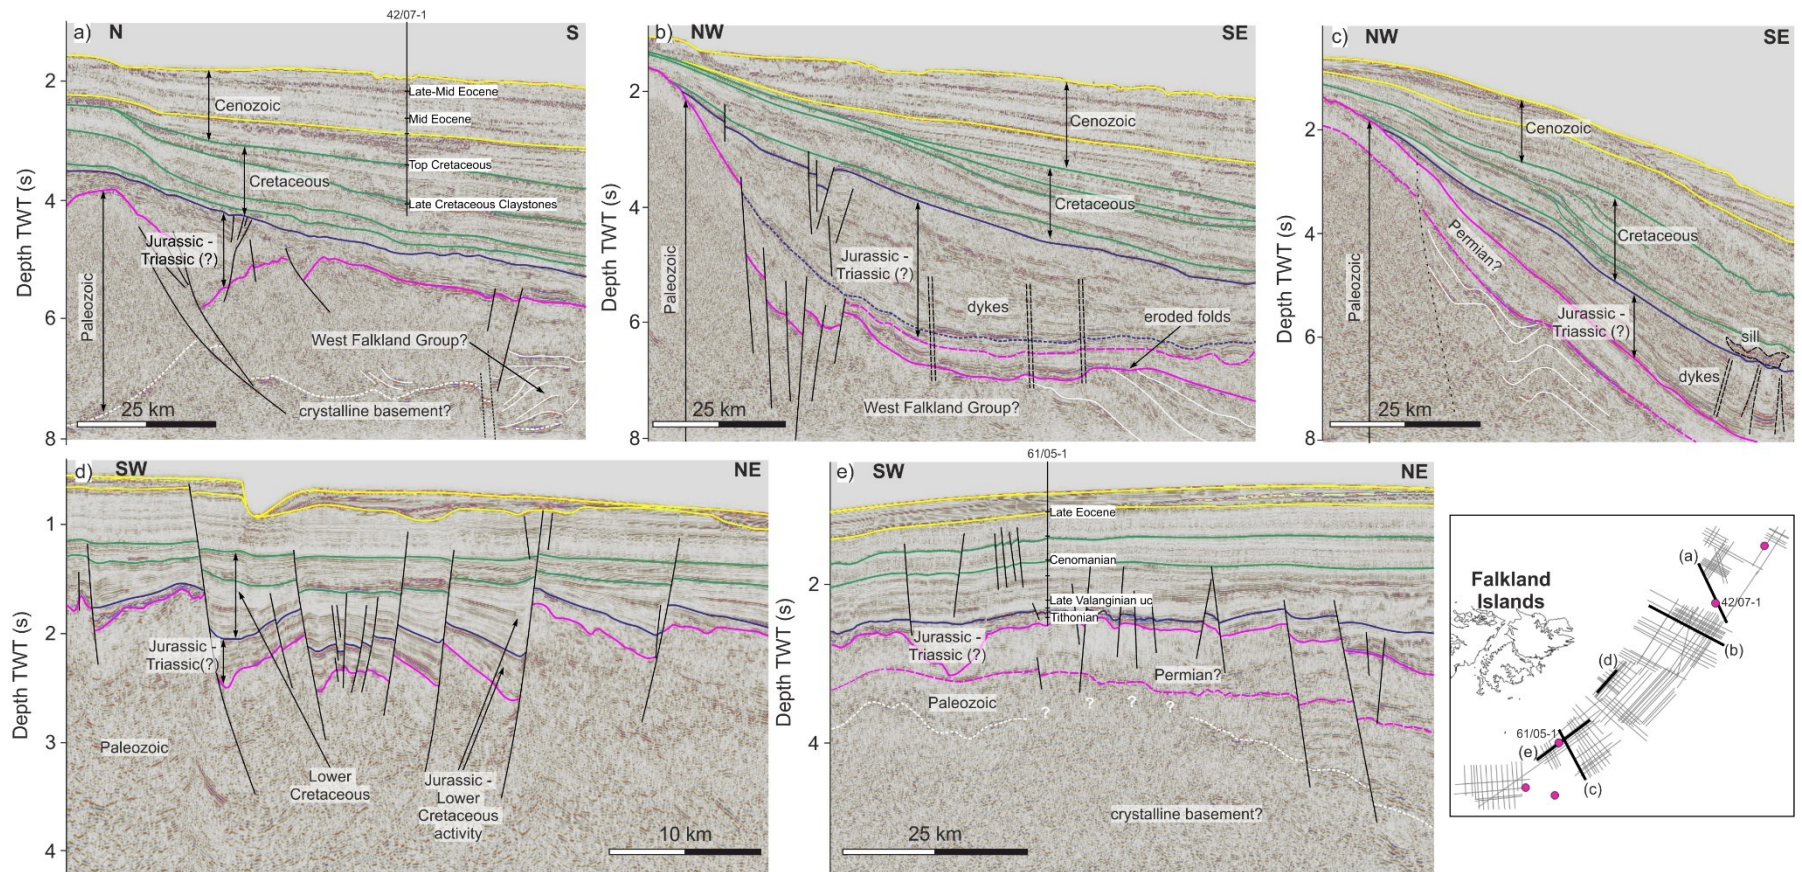 42/07-1
a) N
S
2
4
6
8
Depth TWT (s)
Cenozoic
Late-Mid Eocene
Mid Eocene
Top Cretaceous
Cretaceous
Late Cretaceous Claystones
Jurassic -
Triassic (?)
Paleozoic
West Falkland Group?
crystalline basement?
25 km
b) NW
SE
2
4
6
8
Depth TWT (s)
Cenozoic
Cretaceous
Paleozoic
Jurassic -
Triassic (?)
dykes
eroded folds
West Falkland Group?
25 km
c) NW
SE
2
4
6
8
Depth TWT (s)
Cenozoic
Cretaceous
Permian?
Paleozoic
Jurassic -
Triassic (?)
sill
dykes
25 km
d) SW
NE
1
2
3
4
Depth TWT (s)
Jurassic -
Triassic(?)
Paleozoic
Lower
Cretaceous
Jurassic -
Lower
Cretaceous
activity
10 km
61/05-1
e) SW
NE
2
4
Depth TWT (s)
Late Eocene
Cenomanian
Late Valanginian uc
Tithonian
Jurassic -
Triassic (?)
Permian?
Paleozoic
? ? ? ?
crystalline basement?
25 km
(a)
Falkland
Islands
42/07-1
(b)
(d)
61/05-1
(e)
(c)